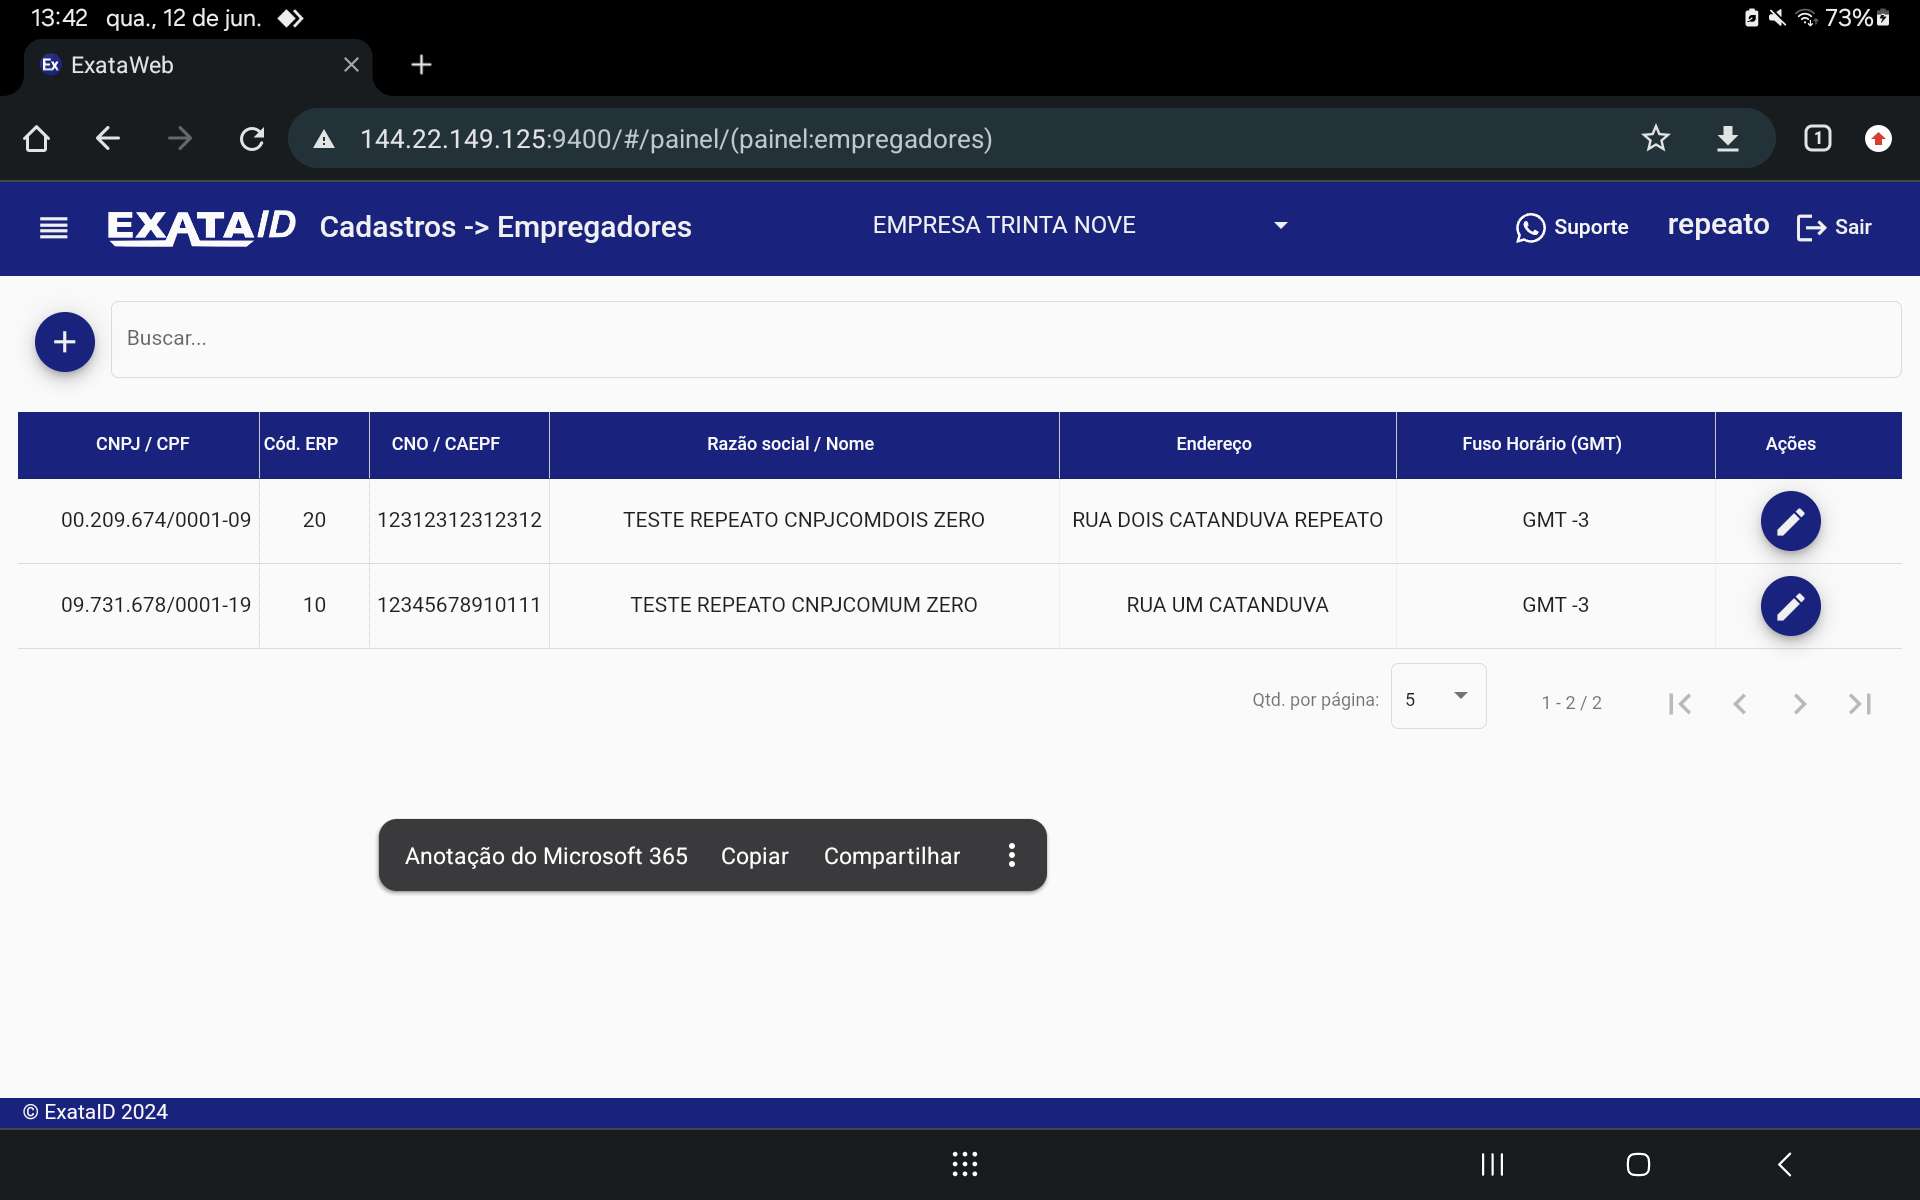 13:42 qua., 12 de jun. 73%
Ex ExataWeb
144.22.149.125:9400/#/painel/(painel:empregadores) 1
EXATAID Cadastros -> Empregadores EMPRESA TRINTA NOVE Suporte repeato Sair
Buscar...
CNPJ / CPF Cód. ERP CNO / CAEPF Razão social / Nome Endereço Fuso Horário (GMT) Ações
00.209.674/0001-09 20 12312312312312 TESTE REPEATO CNPJCOMDOIS ZERO RUA DOIS CATANDUVA REPEATO GMT -3
09.731.678/0001-19 10 12345678910111 TESTE REPEATO CNPJCOMUM ZERO RUA UM CATANDUVA GMT -3
Qtd. por página: 5 1 - 2 / 2
Anotação do Microsoft 365 Copiar Compartilhar
© ExataID 2024